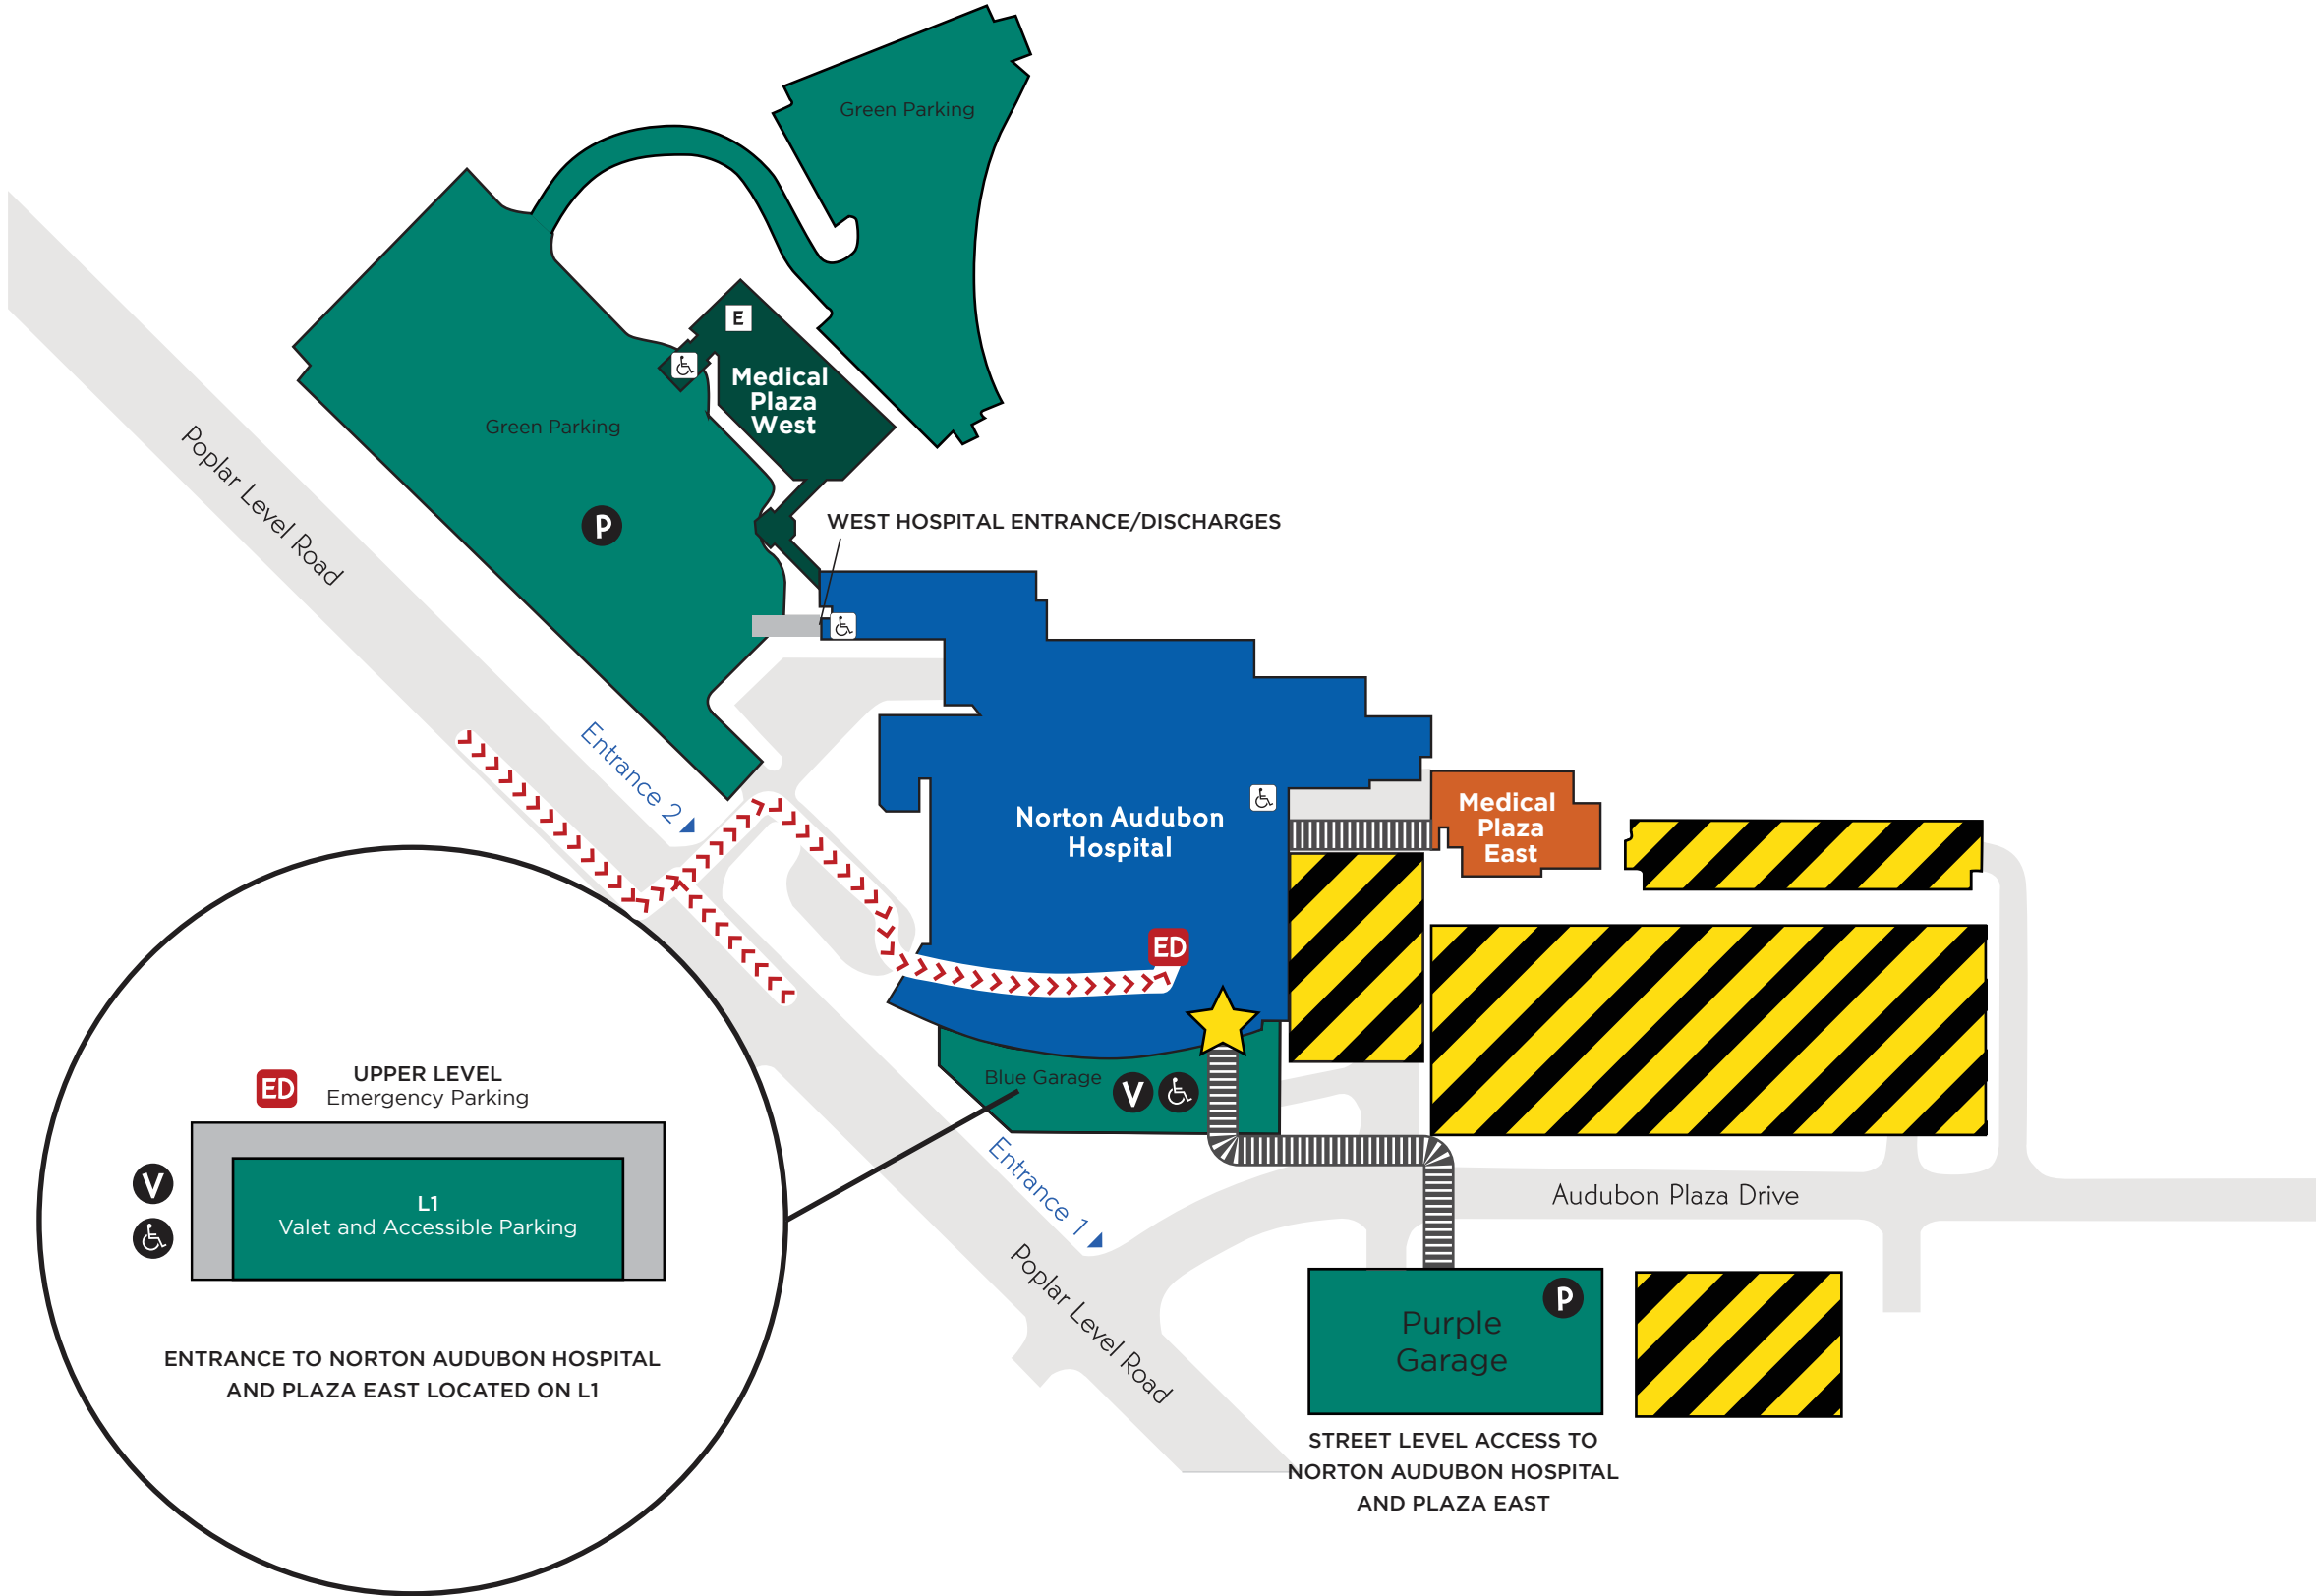 Green Parking
E
Medical
Plaza
West
Green Parking
P
Poplar Level Road
WEST HOSPITAL ENTRANCE/DISCHARGES
Entrance 2
Norton Audubon
Hospital
Medical
Plaza
East
ED
Blue Garage
V
Entrance 1
Audubon Plaza Drive
Poplar Level Road
Purple
Garage
P
STREET LEVEL ACCESS TO
NORTON AUDUBON HOSPITAL
AND PLAZA EAST
ED
UPPER LEVEL
Emergency Parking
V
L1
Valet and Accessible Parking
ENTRANCE TO NORTON AUDUBON HOSPITAL
AND PLAZA EAST LOCATED ON L1